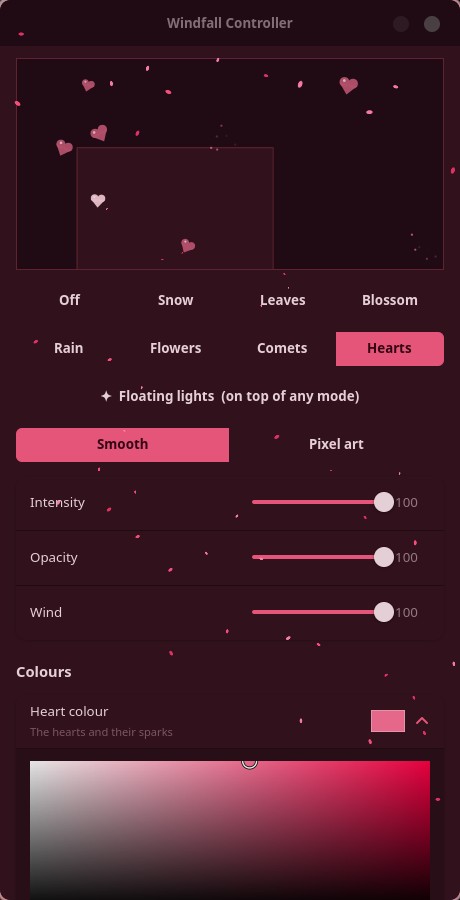 Windfall Controller
Off Snow Leaves Blossom
Rain Flowers Comets Hearts
✦ Floating lights (on top of any mode)
Smooth Pixel art
Intensity 100
Opacity 100
Wind 100
Colours
Heart colour
The hearts and their sparks